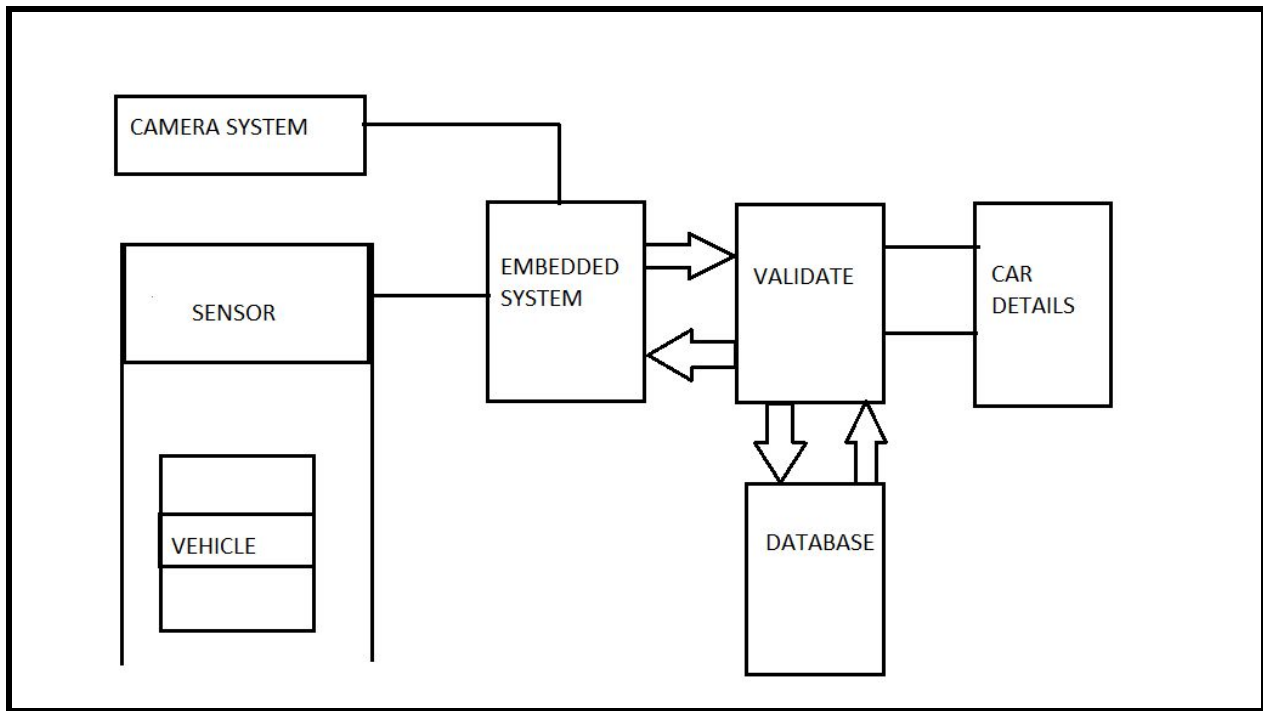 CAMERA SYSTEM
SENSOR
EMBEDDED
SYSTEM
VALIDATE
CAR
DETAILS
VEHICLE
DATABASE